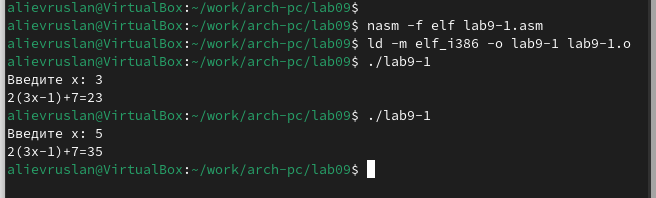 alievruslan@VirtualBox:~/work/arch-pc/lab09$
alievruslan@VirtualBox:~/work/arch-pc/lab09$ nasm -f elf lab9-1.asm
alievruslan@VirtualBox:~/work/arch-pc/lab09$ ld -m elf_i386 -o lab9-1 lab9-1.o
alievruslan@VirtualBox:~/work/arch-pc/lab09$ ./lab9-1
Введите x: 3
2(3x-1)+7=23
alievruslan@VirtualBox:~/work/arch-pc/lab09$ ./lab9-1
Введите x: 5
2(3x-1)+7=35
alievruslan@VirtualBox:~/work/arch-pc/lab09$